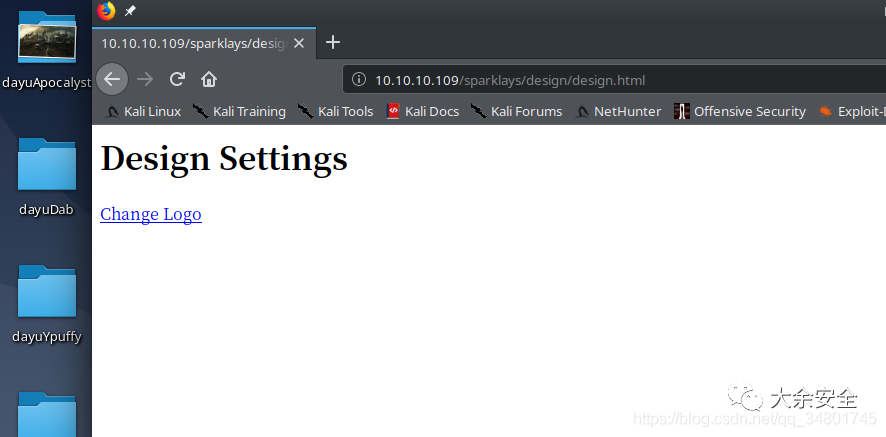 10.10.10.109/sparklays/desig
10.10.10.109/sparklays/design/design.html
Kali Linux
Kali Training
Kali Tools
Kali Docs
Kali Forums
NetHunter
Offensive Security
Exploit-D
Design Settings
Change Logo
dayuApocalyst
dayuDab
dayuYpuffy
大余安全
https://blog.csdn.net/qq_34801745